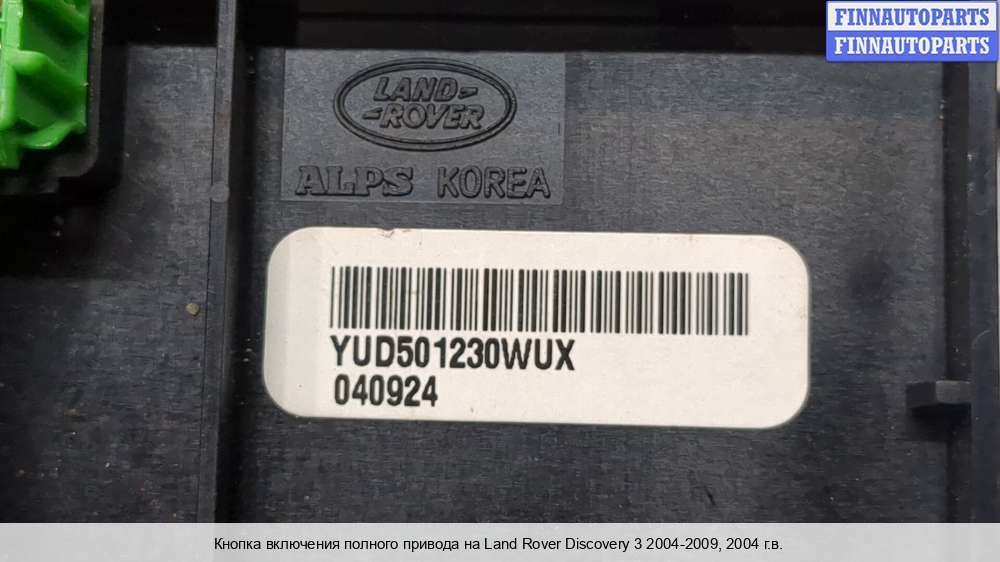 FINNAUTOPARTS
FINNAUTOPARTS
LAND-
-ROVER
ALPS KOREA
YUD501230WUX
040924
Кнопка включения полного привода на Land Rover Discovery 3 2004-2009, 2004 г.в.